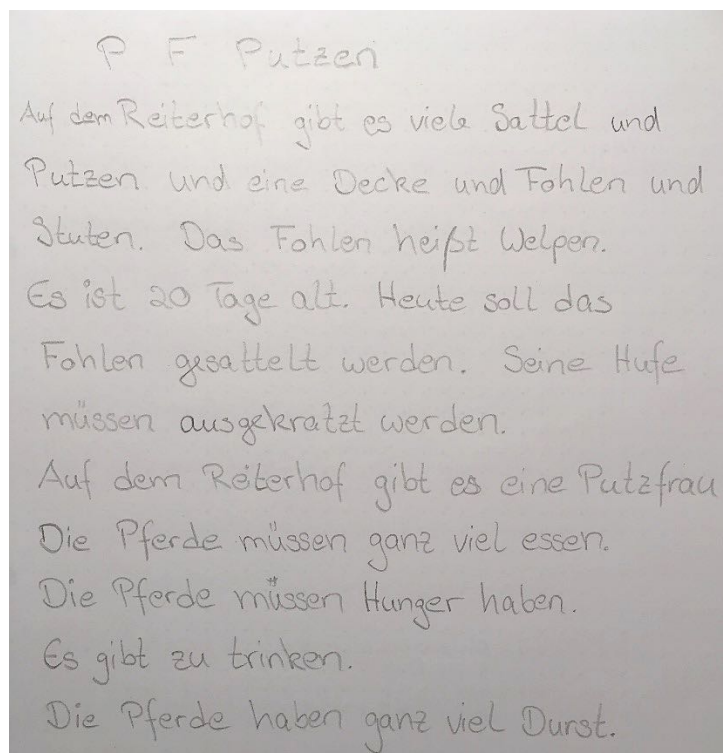 P F Putzen
Auf dem Reiterhof gibt es viele Sattel und
Putzen und eine Decke und Fohlen und
Stuten. Das Fohlen heißt Welpen.
Es ist 20 Tage alt. Heute soll das
Fohlen gesattelt werden. Seine Hufe
müssen ausgekratzt werden.
Auf dem Reiterhof gibt es eine Putzfrau
Die Pferde müssen ganz viel essen.
Die Pferde müssen Hunger haben.
Es gibt zu trinken.
Die Pferde haben ganz viel Durst.